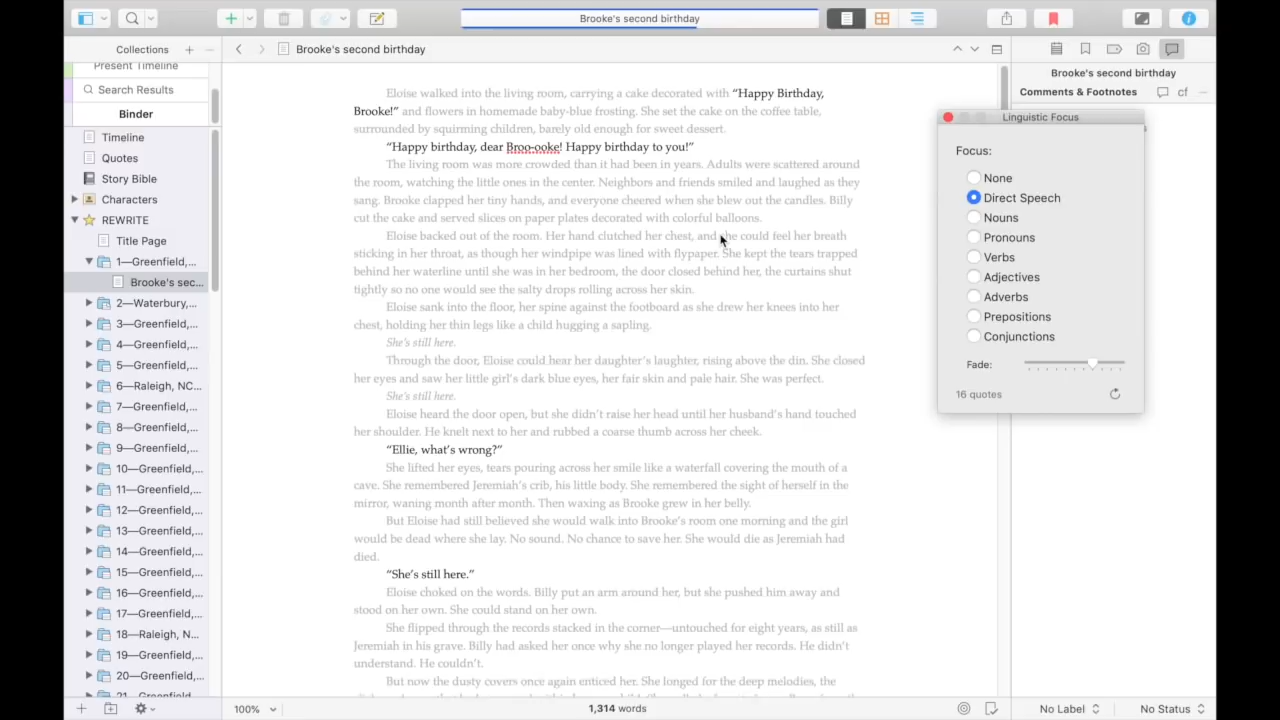 Brooke's second birthday
Collections
Brooke's second birthday
Present Timeline
Search Results
Binder
Timeline
Quotes
Story Bible
Characters
REWRITE
Title Page
1—Greenfield,...
Brooke's sec...
2—Waterbury,...
3—Greenfield,...
4—Greenfield,...
5—Greenfield,...
6—Raleigh, NC...
7—Greenfield,...
8—Greenfield,...
9—Greenfield,...
10—Greenfield,...
11—Greenfield,...
12—Greenfield,...
13—Greenfield,...
14—Greenfield,...
15—Greenfield,...
16—Greenfield,...
17—Greenfield,...
18—Raleigh, N...
19—Greenfield,...
20—Greenfield,...
21—Greenfield
Eloise walked into the living room, carrying a cake decorated with “Happy Birthday,
Brooke!” and flowers in homemade baby-blue frosting. She set the cake on the coffee table,
surrounded by squirming children, barely old enough for sweet dessert.
“Happy birthday, dear Broo-ooke! Happy birthday to you!”
The living room was more crowded than it had been in years. Adults were scattered around
the room, watching the little ones in the center. Neighbors and friends smiled and laughed as they
sang. Brooke clapped her tiny hands, and everyone cheered when she blew out the candles. Billy
cut the cake and served slices on paper plates decorated with colorful balloons.
Eloise backed out of the room. Her hand clutched her chest, and she could feel her breath
sticking in her throat, as though her windpipe was lined with flypaper. She kept the tears trapped
behind her waterline until she was in her bedroom, the door closed behind her, the curtains shut
tightly so no one would see the salty drops rolling across her skin.
Eloise sank into the floor, her spine against the footboard as she drew her knees into her
chest, holding her thin legs like a child hugging a sapling.
She's still here.
Through the door, Eloise could hear her daughter's laughter, rising above the din. She closed
her eyes and saw her little girl's dark blue eyes, her fair skin and pale hair. She was perfect.
She's still here.
Eloise heard the door open, but she didn't raise her head until her husband's hand touched
her shoulder. He knelt next to her and rubbed a coarse thumb across her cheek.
“Ellie, what's wrong?”
She lifted her eyes, tears pouring across her smile like a waterfall covering the mouth of a
cave. She remembered Jeremiah's crib, his little body. She remembered the sight of herself in the
mirror, waning month after month. Then waxing as Brooke grew in her belly.
But Eloise had still believed she would walk into Brooke's room one morning and the girl
would be dead where she lay. No sound. No chance to save her. She would die as Jeremiah had
died.
“She's still here.”
Eloise choked on the words. Billy put an arm around her, but she pushed him away and
stood on her own. She could stand on her own.
She flipped through the records stacked in the corner—untouched for eight years, as still as
Jeremiah in his grave. Billy had asked her once why she no longer played her records. He didn't
understand. He couldn't.
But now the dusty covers once again enticed her. She longed for the deep melodies, the
100%
1,314 words
Brooke's second birthday
Comments & Footnotes
cf
Linguistic Focus
Focus:
None
Direct Speech
Nouns
Pronouns
Verbs
Adjectives
Adverbs
Prepositions
Conjunctions
Fade:
16 quotes
No Label
No Status